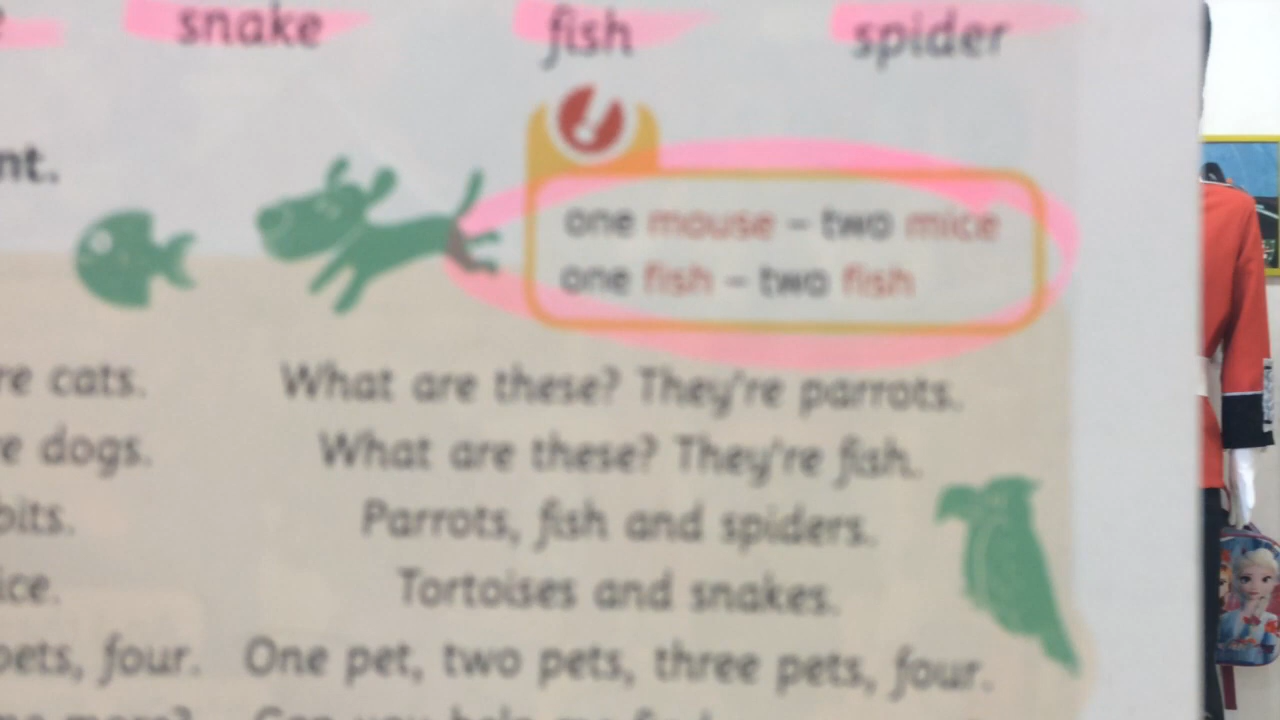 snake fish spider
nt.
one mouse – two mice
one fish – two fish
re cats. What are these? They're parrots.
e dogs. What are these? They're fish.
bits. Parrots, fish and spiders.
ice. Tortoises and snakes.
pets, four. One pet, two pets, three pets, four.